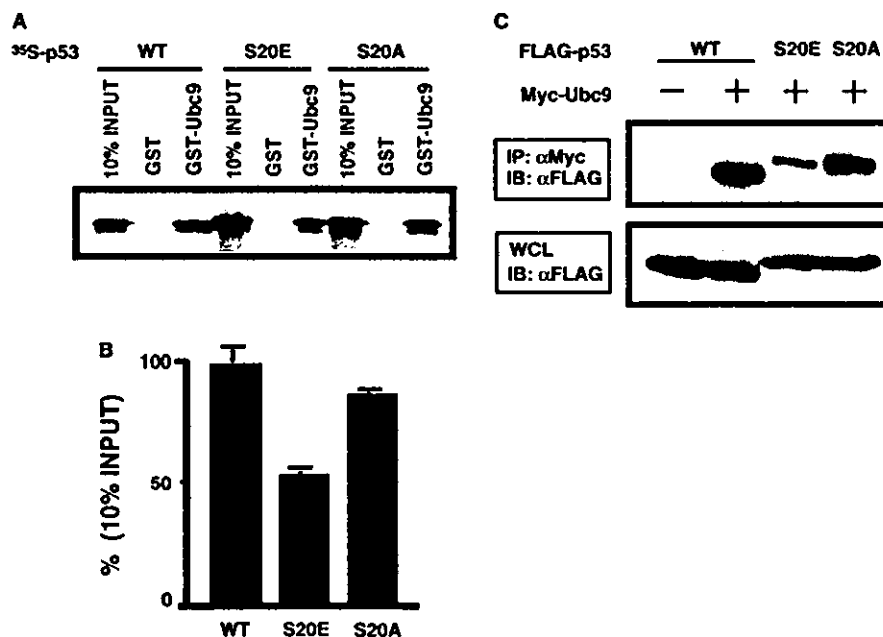 A
³⁵S-p53
WT S20E S20A
10% INPUT
GST
GST-Ubc9
10% INPUT
GST
GST-Ubc9
10% INPUT
GST
GST-Ubc9
B
% (10% INPUT)
100
50
0
WT S20E S20A
C
FLAG-p53 WT S20E S20A
Myc-Ubc9 − + + +
IP: αMyc
IB: αFLAG
WCL
IB: αFLAG